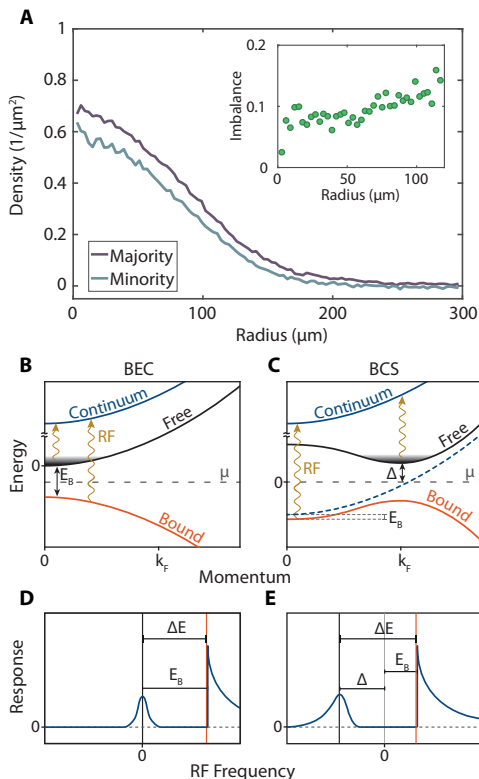 A
Density (1/µm²)
1
0.8
0.6
0.4
0.2
0
0
100
200
300
Radius (µm)
Majority
Minority
Imbalance
0.2
0.1
0
0
50
100
Radius (µm)
B
BEC
Continuum
RF
Free
Energy
≈
0
E_B
µ
Bound
k_F
Momentum
C
BCS
Continuum
Free
≈
RF
0
Δ
µ
E_B
Bound
k_F
D
Response
ΔE
E_B
0
0
E
ΔE
E_B
Δ
0
0
RF Frequency